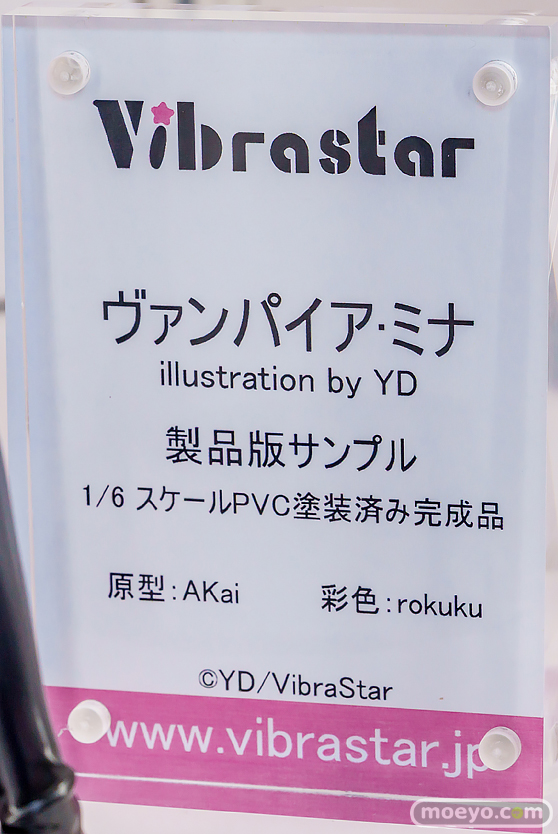 Vibrastar
ヴァンパイア・ミナ
illustration by YD
製品版サンプル
1/6 スケールPVC塗装済み完成品
原型：AKai　彩色：rokuku
©YD/VibraStar
www.vibrastar.jp
moeyo.com